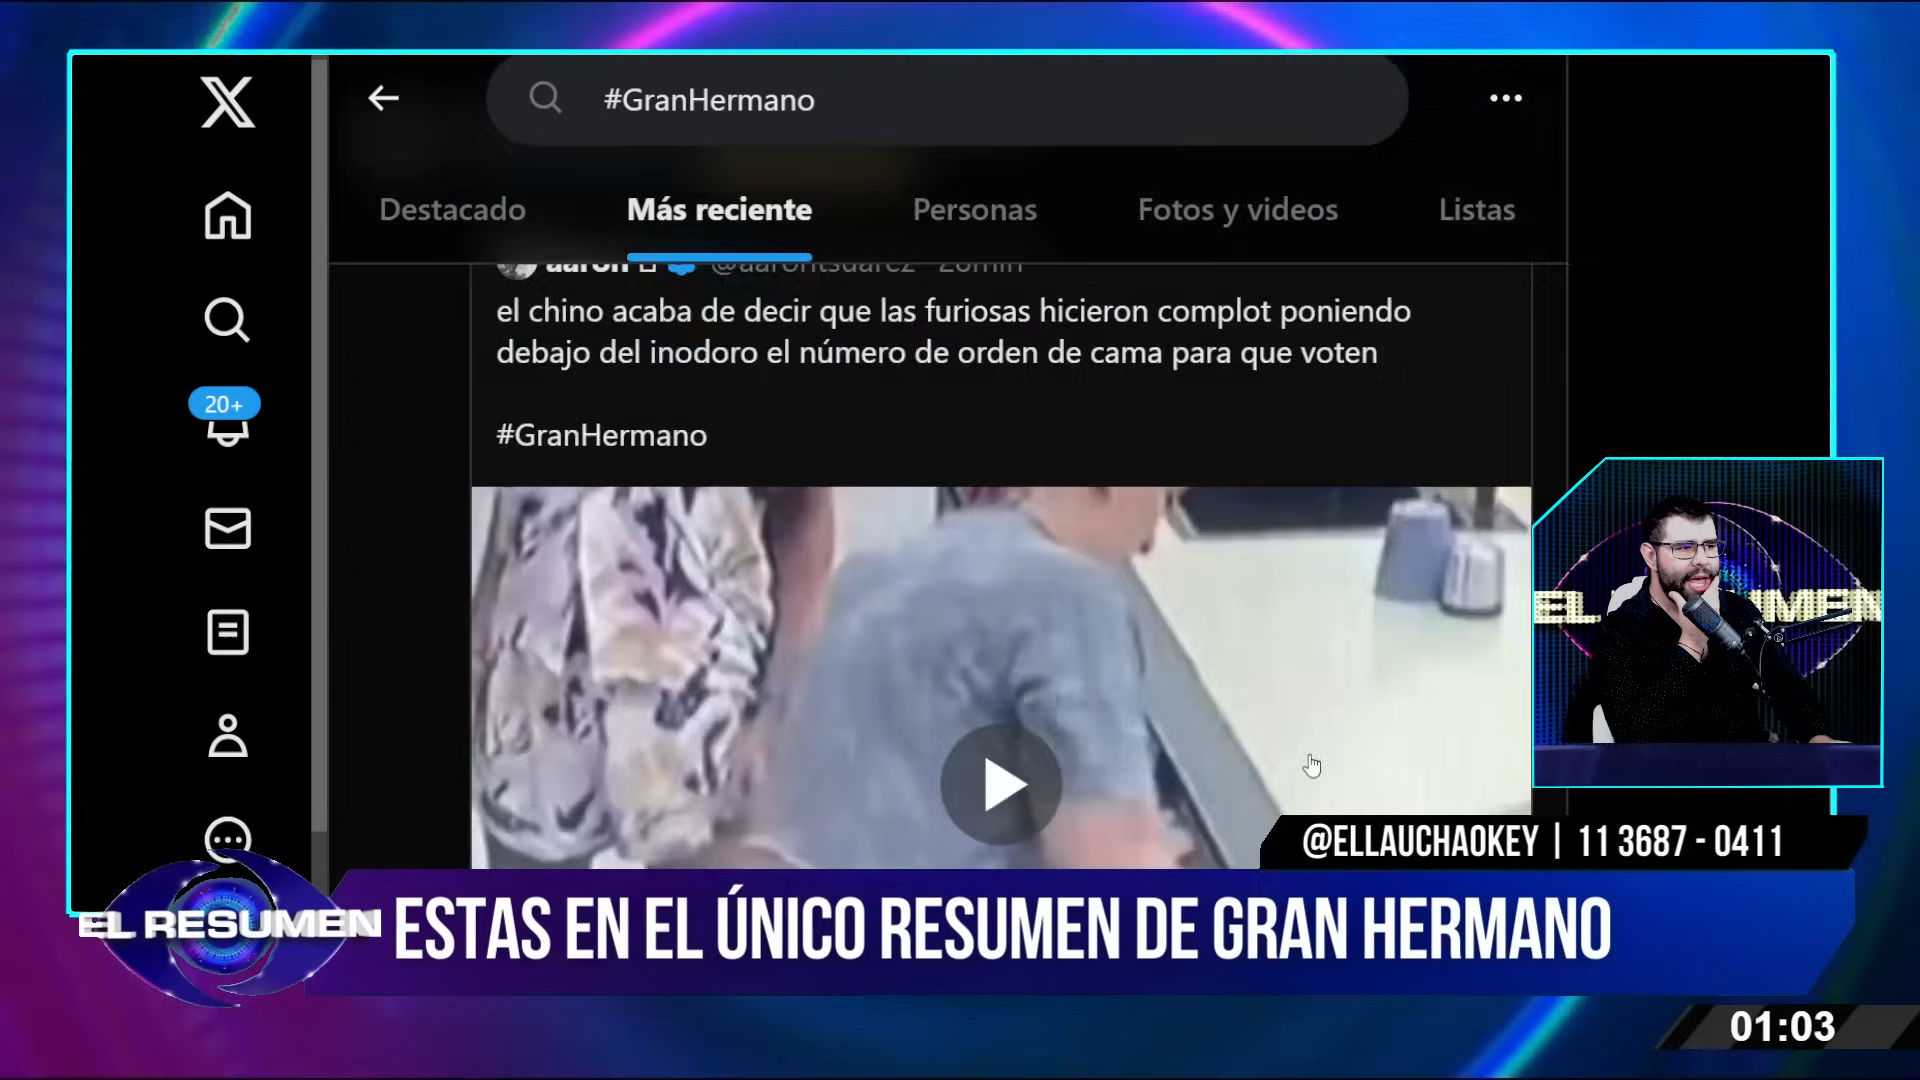 #GranHermano
Destacado Más reciente Personas Fotos y videos Listas
aaron
el chino acaba de decir que las furiosas hicieron complot poniendo
debajo del inodoro el número de orden de cama para que voten
#GranHermano
20+
@ELLAUCHAOKEY | 11 3687 - 0411
EL RESUMEN
ESTAS EN EL ÚNICO RESUMEN DE GRAN HERMANO
01:03